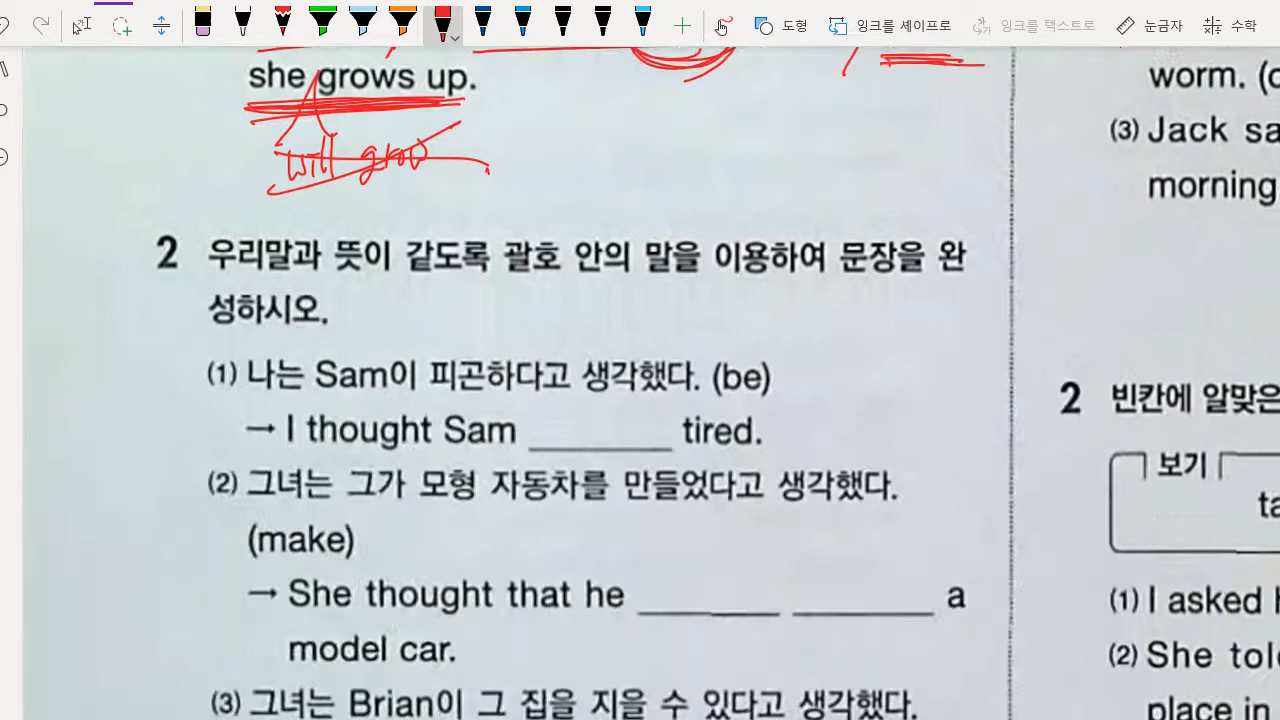 도형
잉크를 셰이프로
잉크를 텍스트로
눈금자
수학
she grows up.
will grow
2 우리말과 뜻이 같도록 괄호 안의 말을 이용하여 문장을 완
성하시오.
(1) 나는 Sam이 피곤하다고 생각했다. (be)
→ I thought Sam ________ tired.
(2) 그녀는 그가 모형 자동차를 만들었다고 생각했다.
(make)
→ She thought that he ________ ________ a
model car.
(3) 그녀는 Brian이 그 집을 지을 수 있다고 생각했다.
worm. (
(3) Jack sa
morning
2 빈칸에 알맞은
보기
ta
(1) I asked
(2) She tol
place in